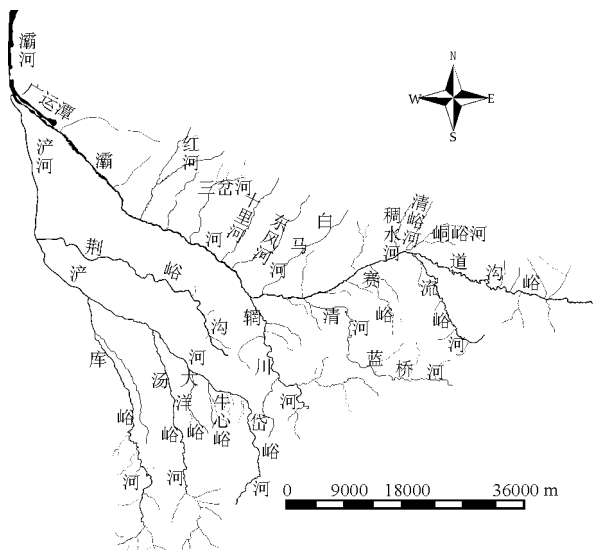 灞河
广运潭
浐河
灞河
红河
三岔河
十里河
东风河
白马河
清峪河
稠水河
峒峪河
道沟峪
赛峪
流峪河
荆峪沟
辋川河
清河
蓝桥河
浐河
库峪河
汤峪河
大洋峪
牛心峪
岱峪河
N
W E
S
0 9000 18000 36000 m